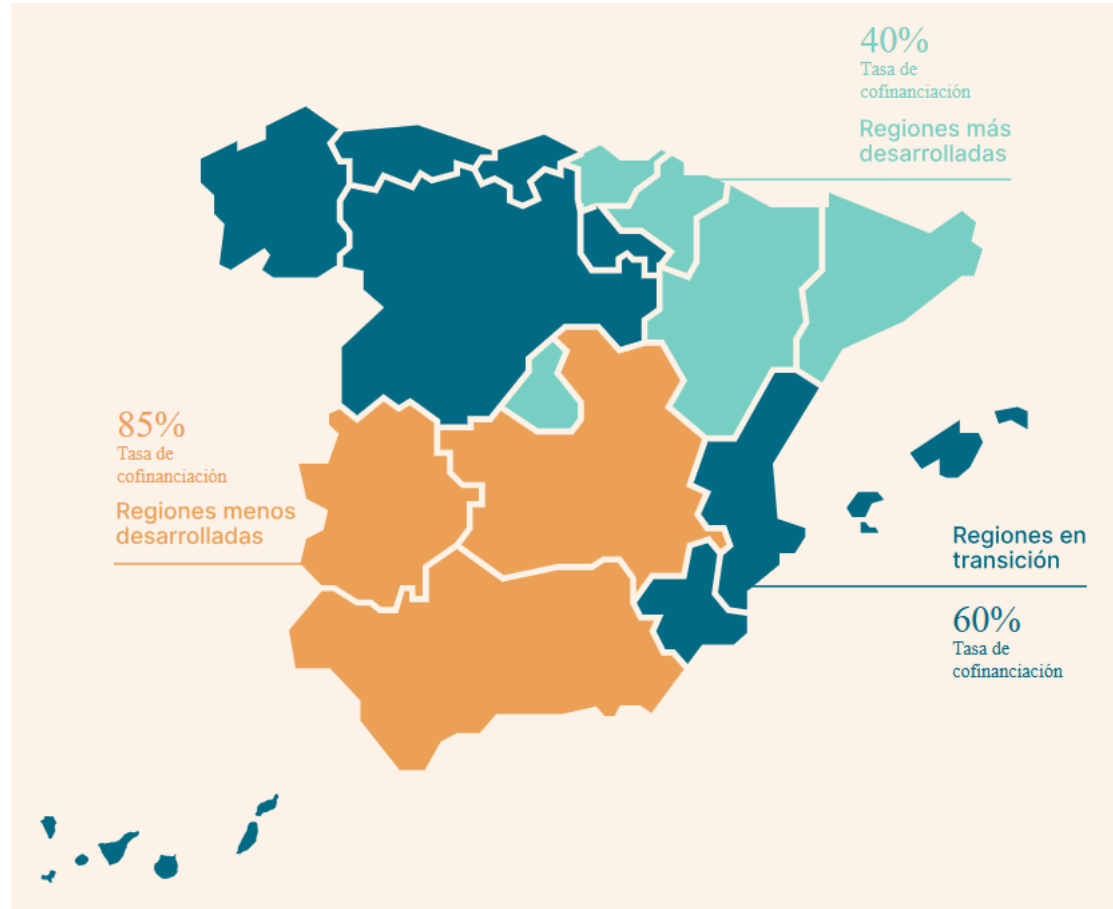 40%
Tasa de
cofinanciación
Regiones más
desarrolladas
85%
Tasa de
cofinanciación
Regiones menos
desarrolladas
Regiones en
transición
60%
Tasa de
cofinanciación